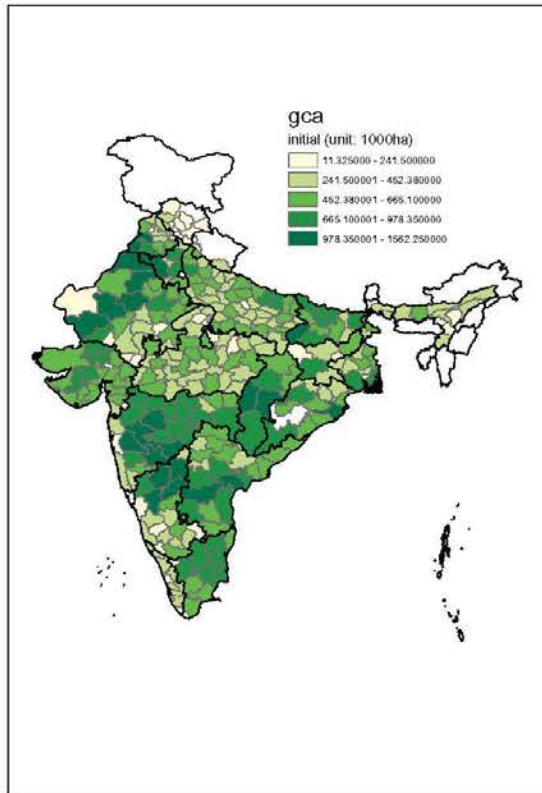 gca
initial (unit: 1000ha)
11.325000 - 241.500000
241.500001 - 452.380000
452.380001 - 665.100000
665.100001 - 978.350000
978.350001 - 1562.250000